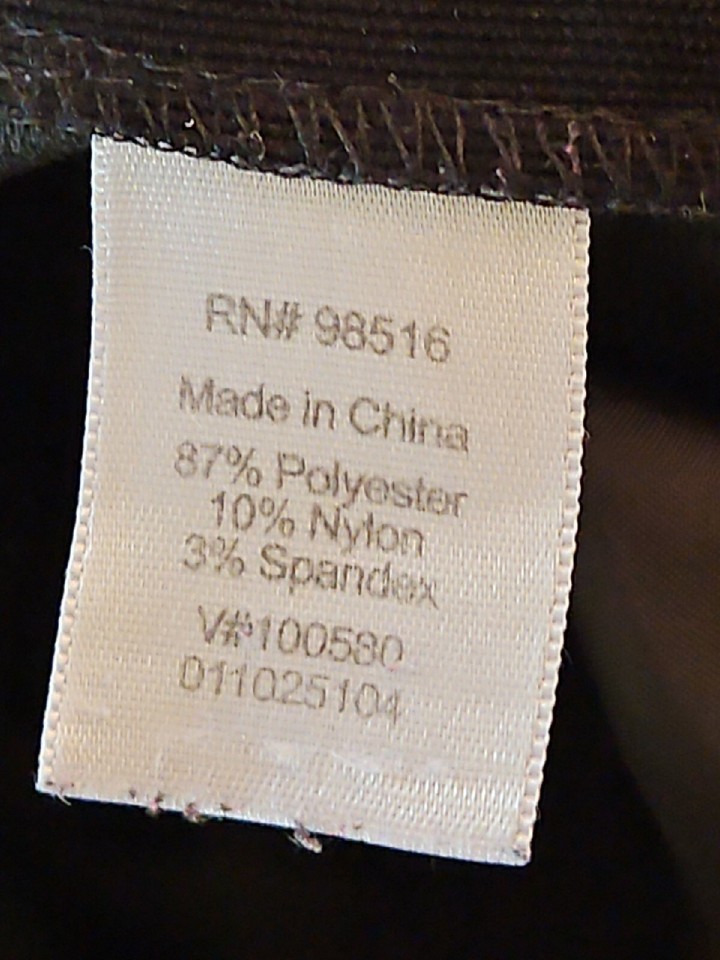 RN# 98516
Made in China
87% Polyester
10% Nylon
3% Spandex
V#100580
011025104